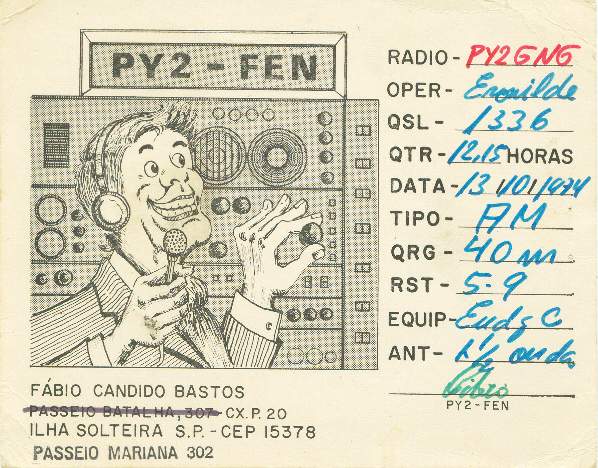 PY2-FEN
RADIO - PY2GNG
OPER - Eronilde
QSL - 1336
QTR - 12,15 HORAS
DATA - 13/01/1974
TIPO - AM
QRG - 40 m
RST - 5-9
EQUIP -
ANT - 1/2 onda
Fábio
PY2-FEN
FÁBIO CANDIDO BASTOS
PASSEIO BATALHA, 307 - CX.P. 20
ILHA SOLTEIRA S.P. - CEP 15378
PASSEIO MARIANA 302